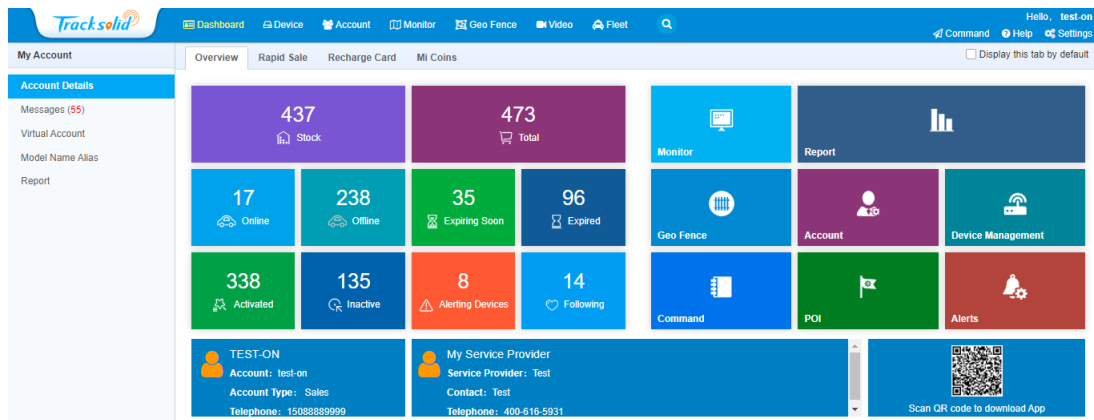 Tracksolid
Dashboard Device Account Monitor Geo Fence Video Fleet
Hello, test-on
Command Help Settings
My Account
Overview Rapid Sale Recharge Card Mi Coins
Display this tab by default
Account Details
Messages (55)
Virtual Account
Model Name Alias
Report
437
Stock
473
Total
Monitor
Report
17
Online
238
Offline
35
Expiring Soon
96
Expired
Geo Fence
Account
Device Management
338
Activated
135
Inactive
8
Alerting Devices
14
Following
Command
POI
Alerts
TEST-ON
Account: test-on
Account Type: Sales
Telephone: 15088889999
My Service Provider
Service Provider: Test
Contact: Test
Telephone: 400-616-5931
Scan QR code to download App